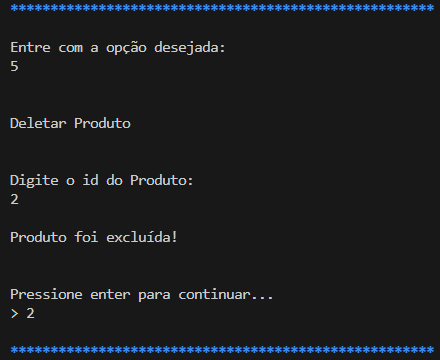 *****************************************************
Entre com a opção desejada:
5
Deletar Produto
Digite o id do Produto:
2
Produto foi excluída!
Pressione enter para continuar...
> 2
*****************************************************